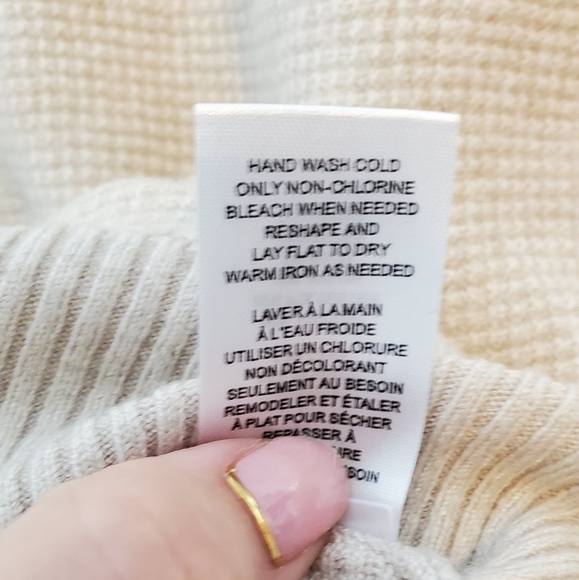 HAND WASH COLD
ONLY NON-CHLORINE
BLEACH WHEN NEEDED
RESHAPE AND
LAY FLAT TO DRY
WARM IRON AS NEEDED
LAVER À LA MAIN
À L'EAU FROIDE
UTILISER UN CHLORURE
NON DÉCOLORANT
SEULEMENT AU BESOIN
REMODELER ET ÉTALER
À PLAT POUR SÉCHER
REPASSER À